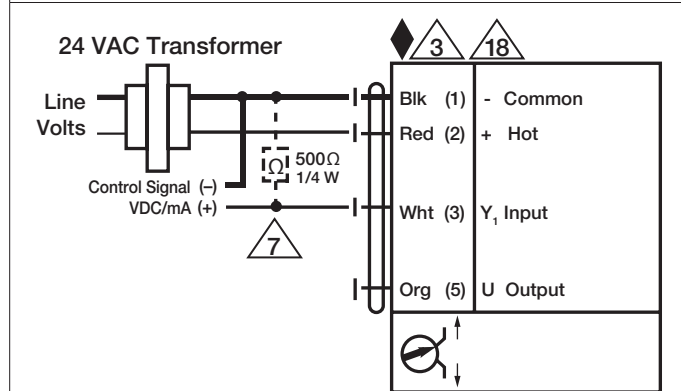 24 VAC Transformer
3
18
Line
Volts
Blk (1) - Common
Red (2) + Hot
Ω 500Ω
1/4 W
Control Signal (–)
VDC/mA (+)
Wht (3) Y₁ Input
7
Org (5) U Output